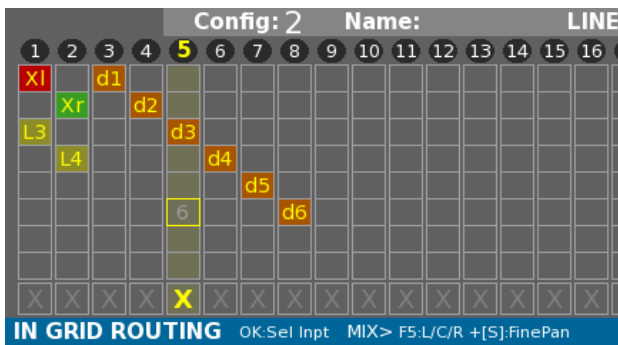 Config: 2 Name: LINE
1 2 3 4 5 6 7 8 9 10 11 12 13 14 15 16
Xl d1
Xr d2
L3 d3
L4 d4
d5
6 d6
X X X X X X X X X X X X X X X X
IN GRID ROUTING OK:Sel Inpt MIX> F5:L/C/R +[S]:FinePan